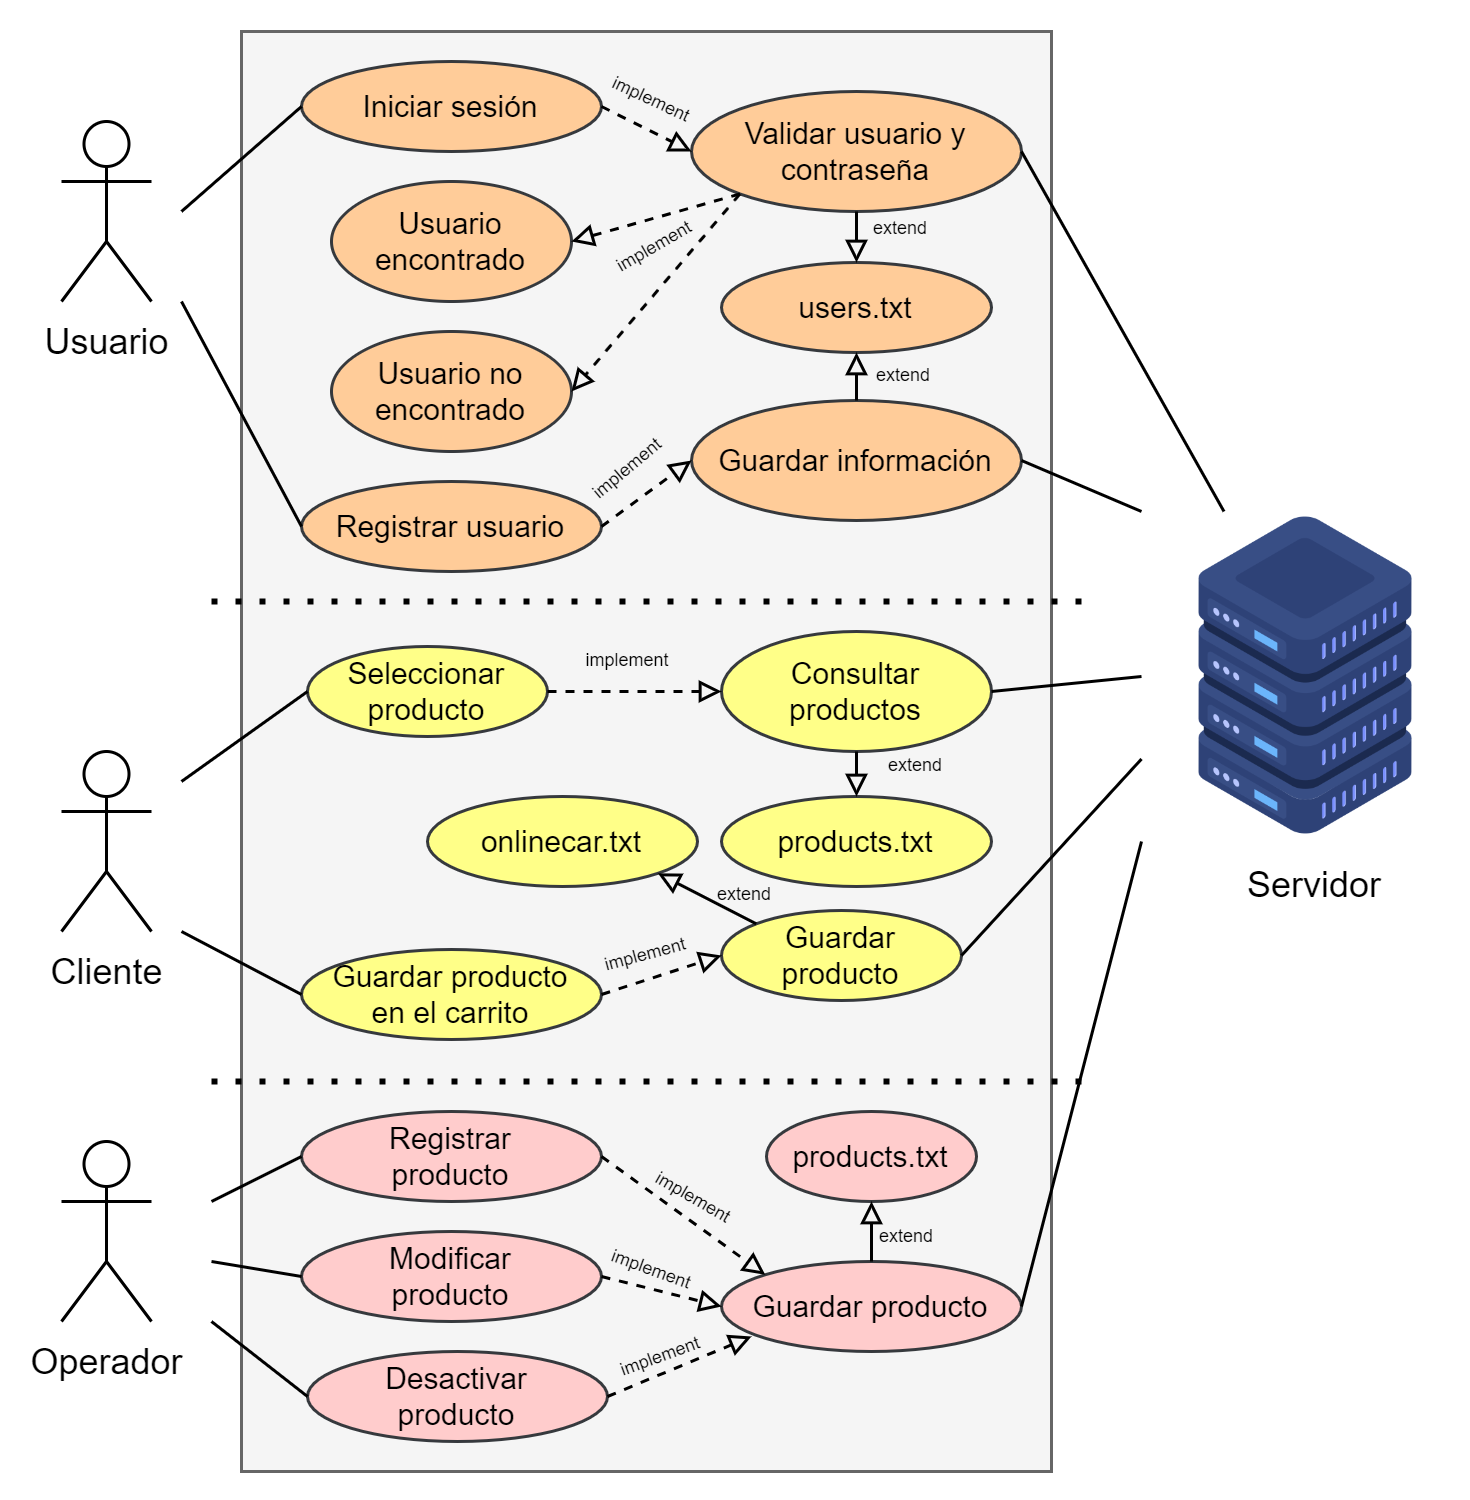 Iniciar sesión
implement
Validar usuario y
contraseña
Usuario
encontrado
implement
extend
users.txt
Usuario
Usuario no
encontrado
extend
implement
Guardar información
Registrar usuario
Seleccionar
producto
implement
Consultar
productos
extend
onlinecar.txt
products.txt
Servidor
extend
Cliente
Guardar producto
en el carrito
implement
Guardar
producto
Registrar
producto
implement
products.txt
extend
Modificar
producto
implement
Guardar producto
Operador
Desactivar
producto
implement